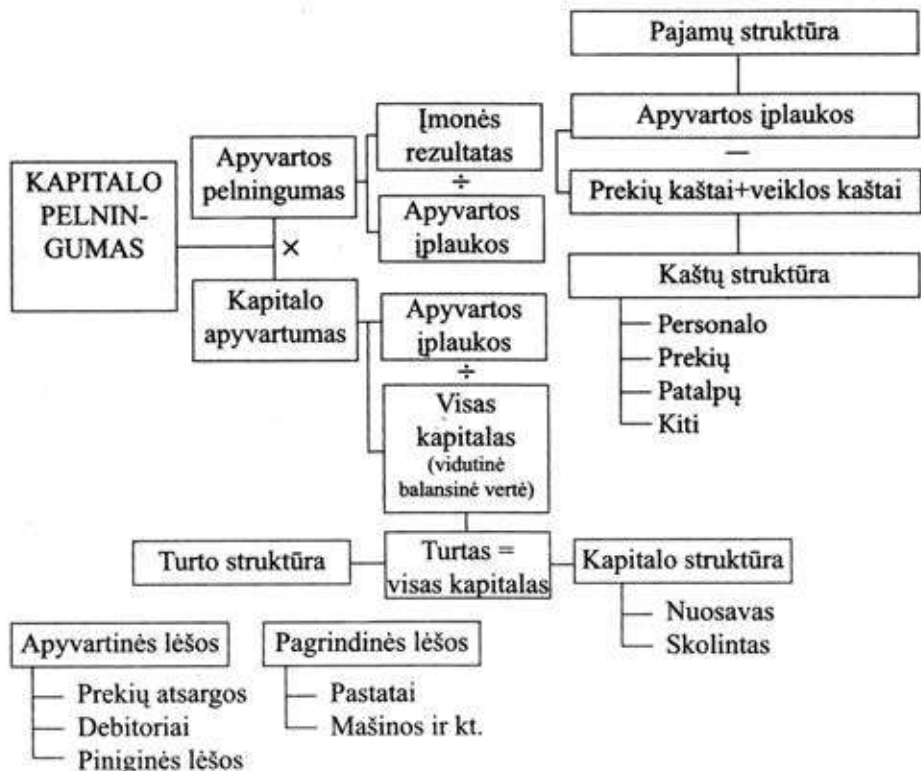 Pajamų struktūra
Apyvartos įplaukos
—
Prekių kaštai+veiklos kaštai
Kaštų struktūra
Personalo
Prekių
Patalpų
Kiti
KAPITALO
PELNIN-
GUMAS
Apyvartos
pelningumas
×
Kapitalo
apyvartumas
Įmonės
rezultatas
÷
Apyvartos
įplaukos
Apyvartos
įplaukos
÷
Visas
kapitalas
(vidutinė
balansinė vertė)
Turto struktūra
Turtas =
visas kapitalas
Kapitalo struktūra
Nuosavas
Skolintas
Apyvartinės lėšos
Prekių atsargos
Debitoriai
Piniginės lėšos
Pagrindinės lėšos
Pastatai
Mašinos ir kt.